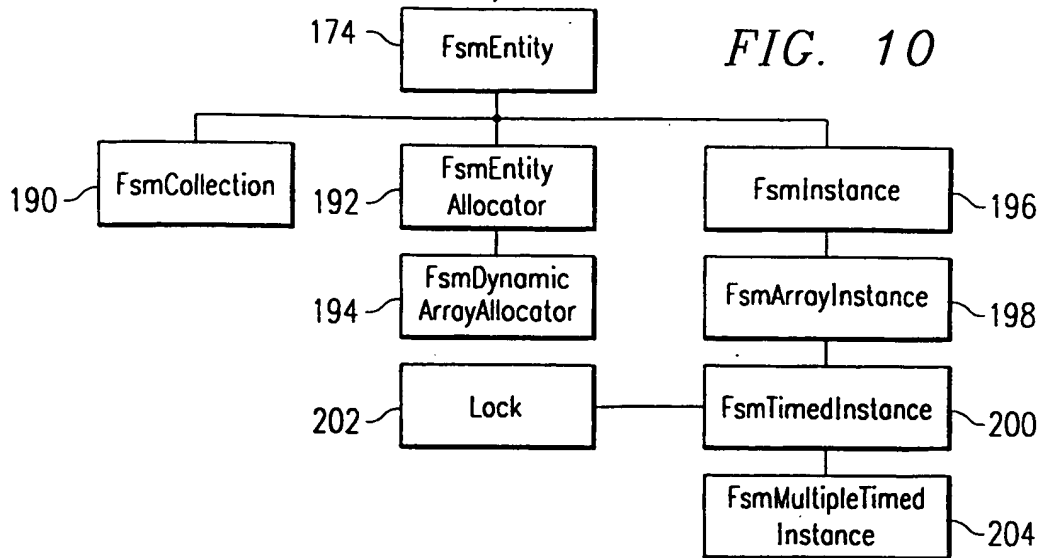 174
FsmEntity
FIG. 10
190
FsmCollection
192
FsmEntity
Allocator
FsmInstance
196
194
FsmDynamic
ArrayAllocator
FsmArrayInstance
198
202
Lock
FsmTimedInstance
200
FsmMultipleTimed
Instance
204